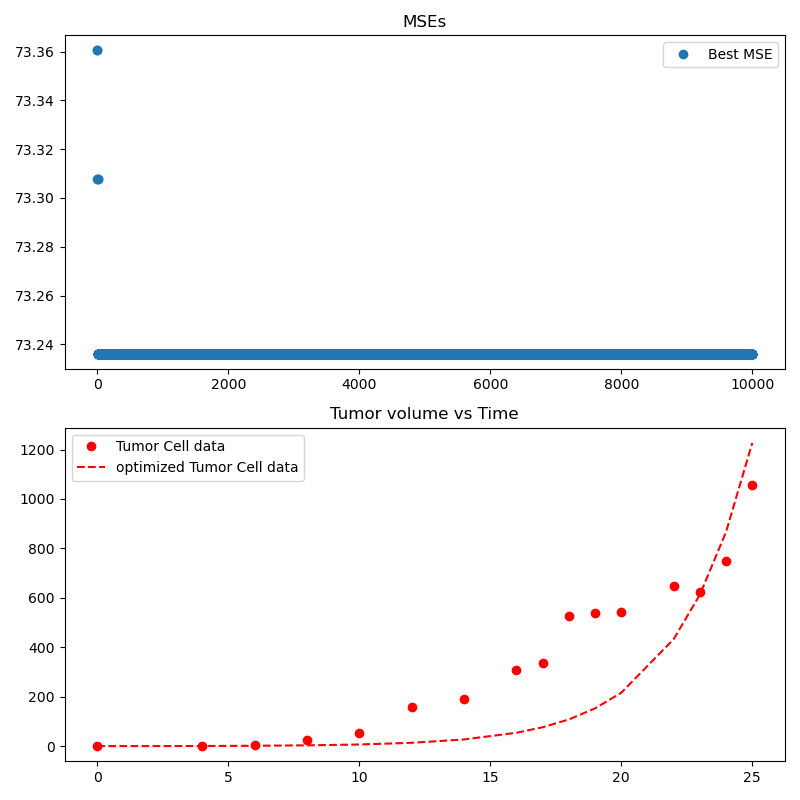 MSEs
73.36
73.34
73.32
73.30
73.28
73.26
73.24
Best MSE
0 2000 4000 6000 8000 10000
Tumor volume vs Time
1200
1000
800
600
400
200
0
Tumor Cell data
optimized Tumor Cell data
0 5 10 15 20 25